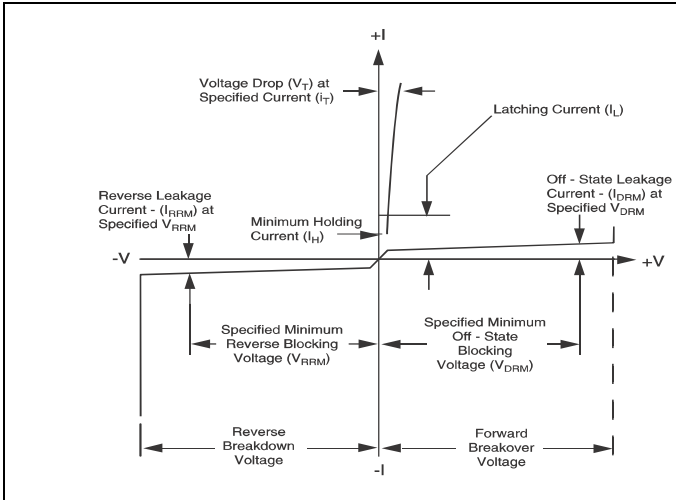 +I
Voltage Drop (VT) at
Specified Current (iT)
Latching Current (IL)
Reverse Leakage
Current - (IRRM) at
Specified VRRM
Off - State Leakage
Current - (IDRM) at
Specified VDRM
Minimum Holding
Current (IH)
-V
+V
Specified Minimum
Reverse Blocking
Voltage (VRRM)
Specified Minimum
Off - State
Blocking
Voltage (VDRM)
Reverse
Breakdown
Voltage
Forward
Breakover
Voltage
-I